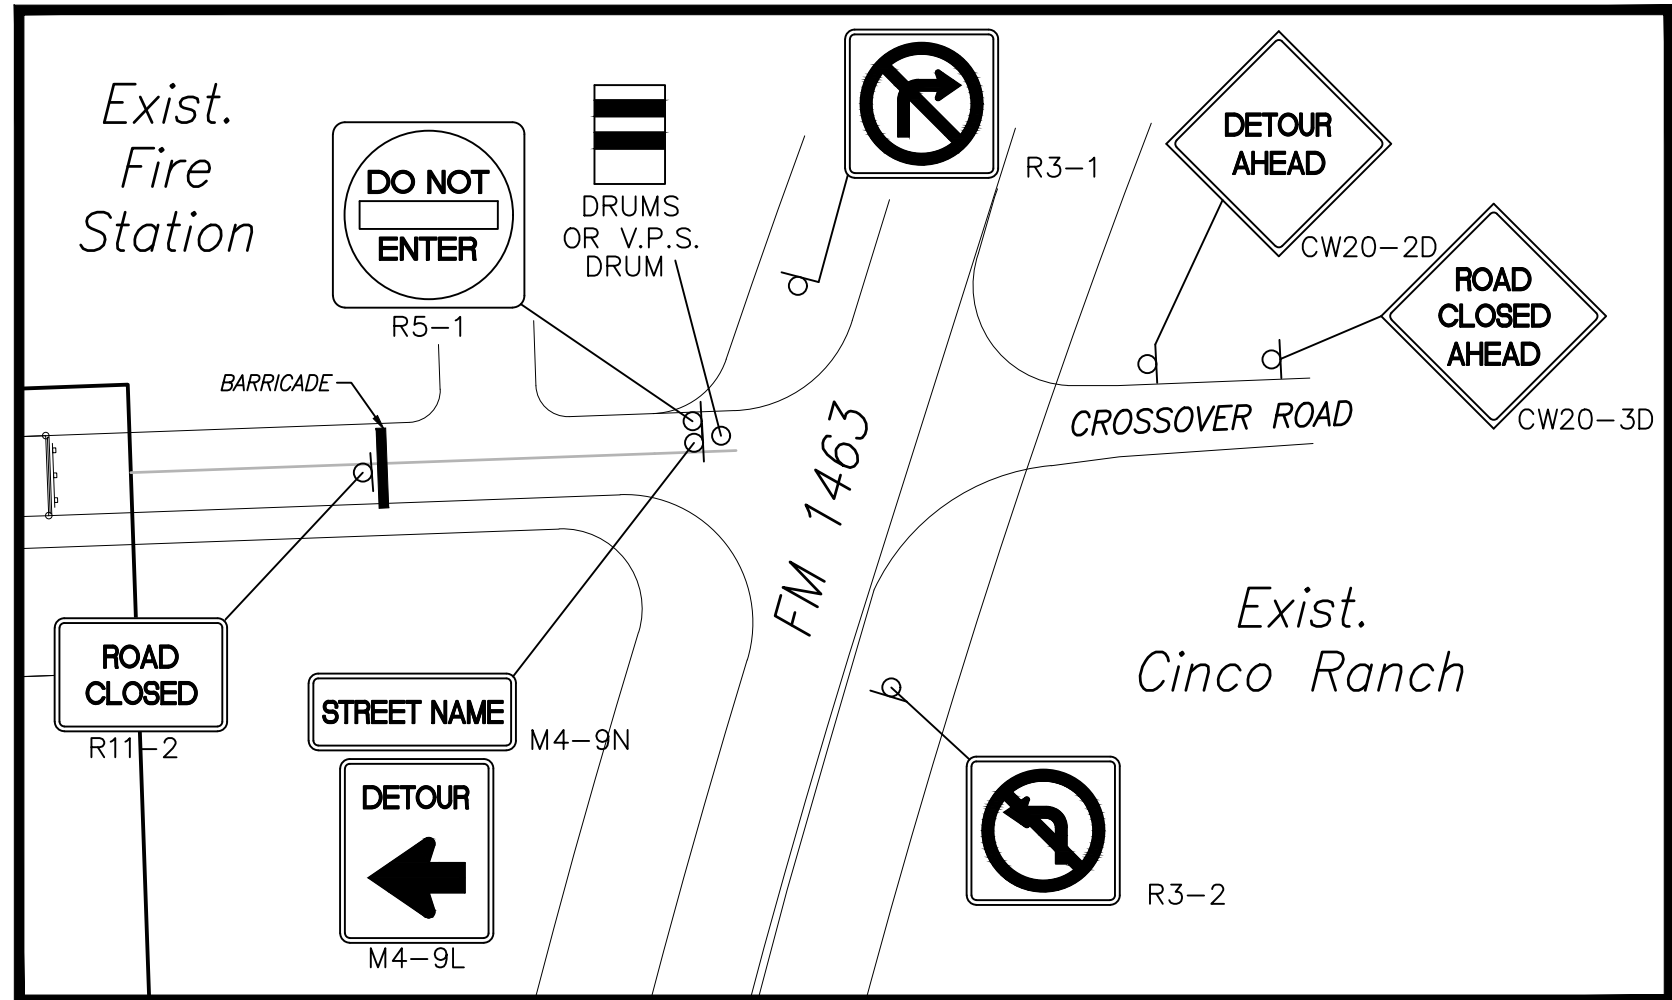 Exist.
Fire
Station
DO NOT
ENTER
R5-1
DRUMS
OR V.P.S.
DRUM
R3-1
DETOUR
AHEAD
CW20-2D
ROAD
CLOSED
AHEAD
CW20-3D
BARRICADE
CROSSOVER ROAD
FM 1463
Exist.
Cinco Ranch
ROAD
CLOSED
R11-2
STREET NAME
M4-9N
DETOUR
M4-9L
R3-2